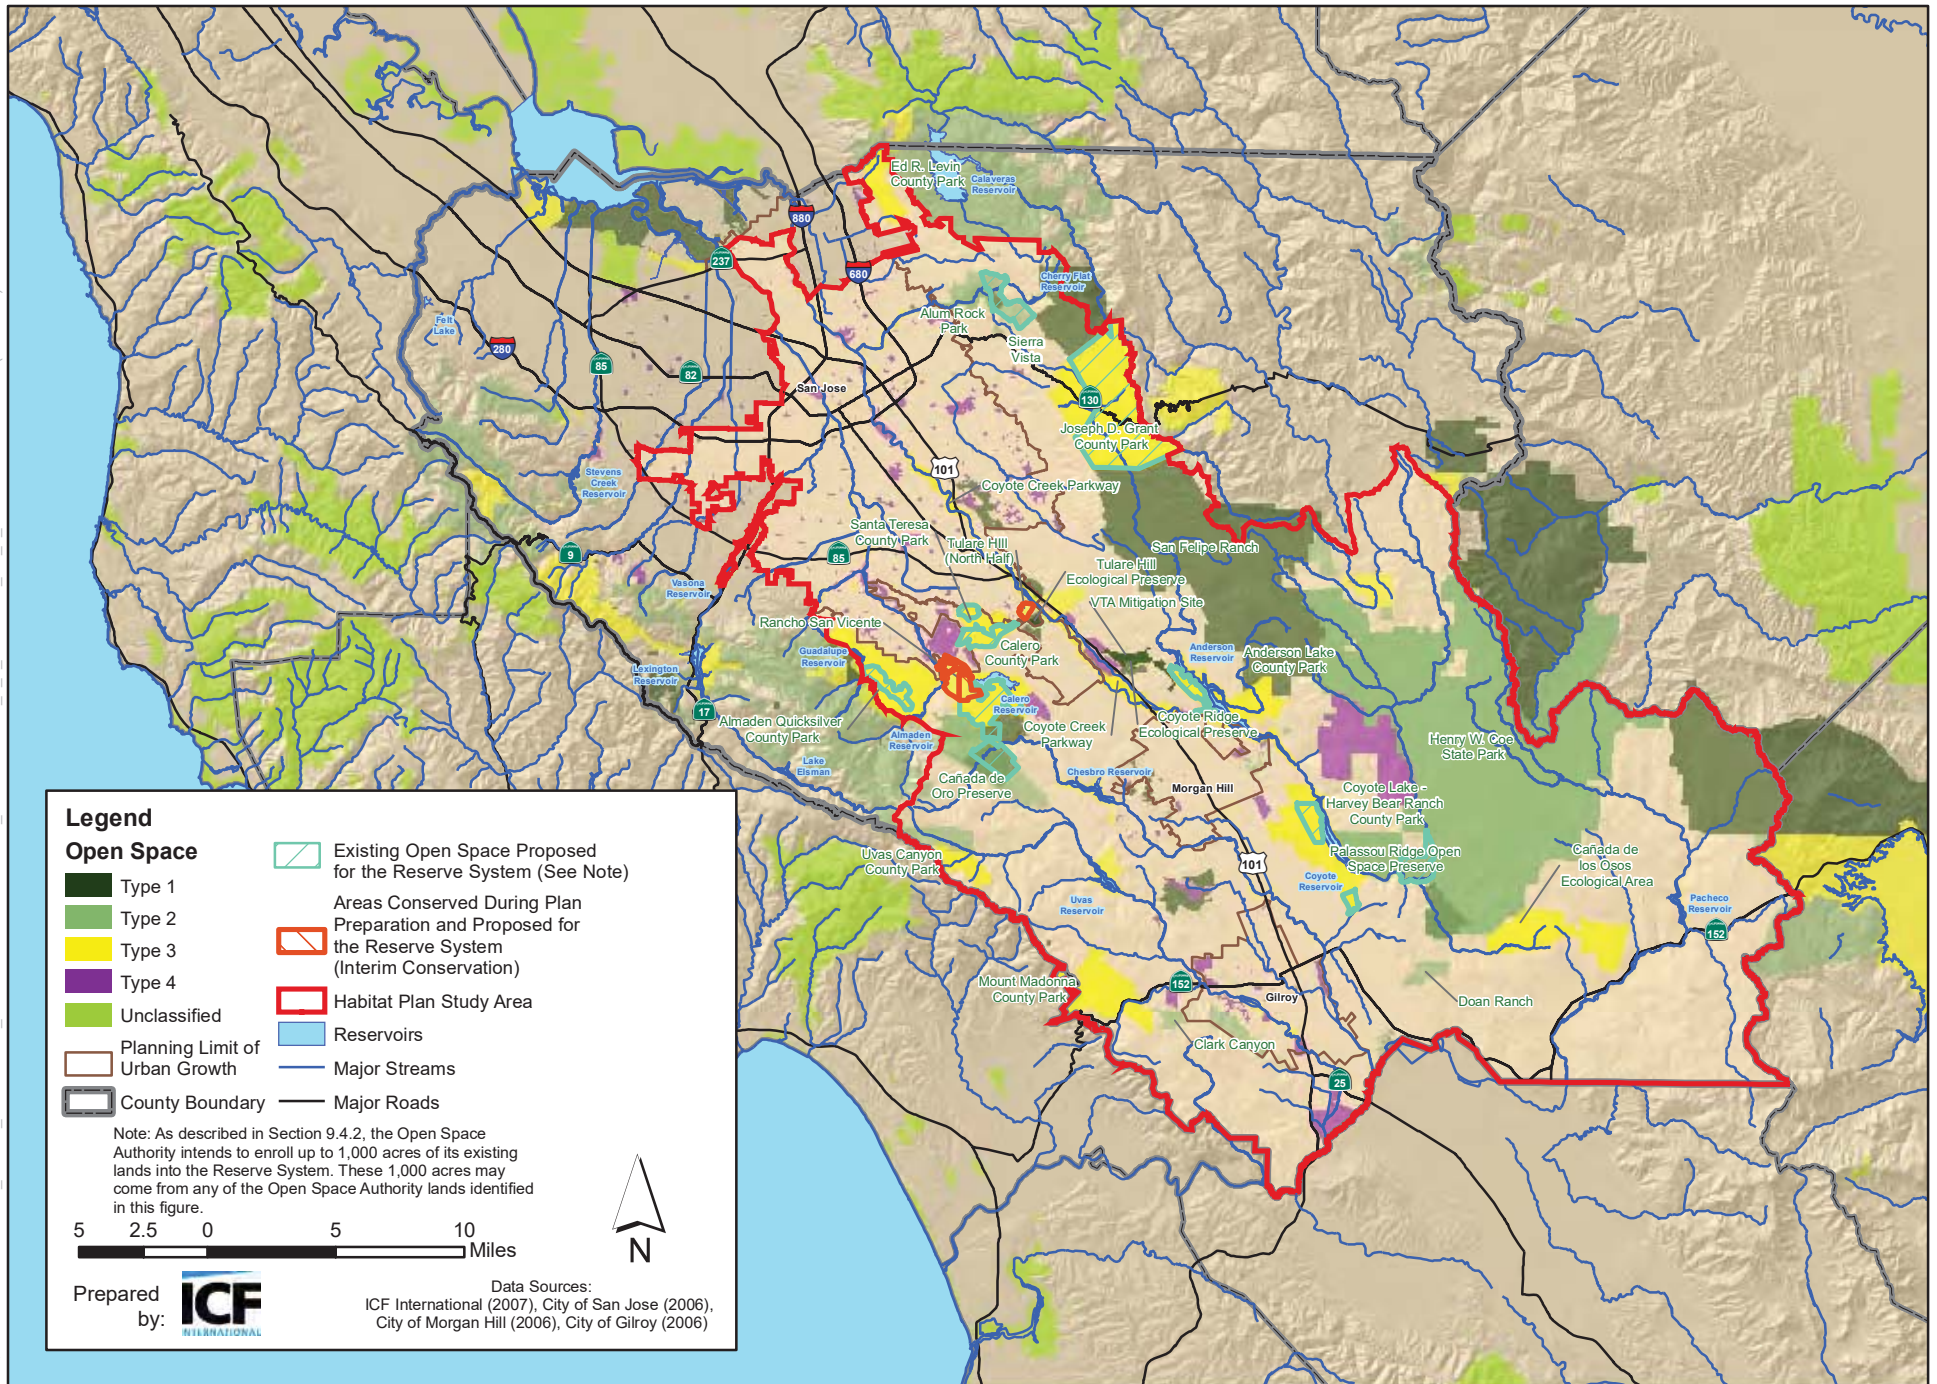 Ed R. Levin
County Park
Calaveras
Reservoir
880
237
680
Cherry Flat
Reservoir
Alum Rock
Park
Sierra
Vista
Felt
Lake
280
85
82
San Jose
130
Joseph D. Grant
County Park
101
Coyote Creek Parkway
Stevens
Creek
Reservoir
Santa Teresa
County Park
Tulare Hill
(North Half)
San Felipe Ranch
9
85
Tulare Hill
Ecological Preserve
Vasona
Reservoir
VTA Mitigation Site
Rancho San Vicente
Guadalupe
Reservoir
Calero
County Park
Anderson
Reservoir
Anderson Lake
County Park
Lexington
Reservoir
17
Almaden Quicksilver
County Park
Calero
Reservoir
Almaden
Reservoir
Coyote Creek
Parkway
Coyote Ridge
Ecological Preserve
Henry W. Coe
State Park
Lake
Elsman
Cañada de
Oro Preserve
Chesbro Reservoir
Morgan Hill
Coyote Lake -
Harvey Bear Ranch
County Park
Uvas Canyon
County Park
101
Palassou Ridge Open
Space Preserve
Coyote
Reservoir
Cañada de
los Osos
Ecological Area
Uvas
Reservoir
Pacheco
Reservoir
152
Mount Madonna
County Park
152
Gilroy
Doan Ranch
Clark Canyon
25
Legend
Open Space
Type 1
Type 2
Type 3
Type 4
Unclassified
Planning Limit of
Urban Growth
County Boundary
Existing Open Space Proposed
for the Reserve System (See Note)
Areas Conserved During Plan
Preparation and Proposed for
the Reserve System
(Interim Conservation)
Habitat Plan Study Area
Reservoirs
Major Streams
Major Roads
Note: As described in Section 9.4.2, the Open Space
Authority intends to enroll up to 1,000 acres of its existing
lands into the Reserve System. These 1,000 acres may
come from any of the Open Space Authority lands identified
in this figure.
5 2.5 0 5 10
Miles
N
Prepared
by:
ICF
INTERNATIONAL
Data Sources:
ICF International (2007), City of San Jose (2006),
City of Morgan Hill (2006), City of Gilroy (2006)